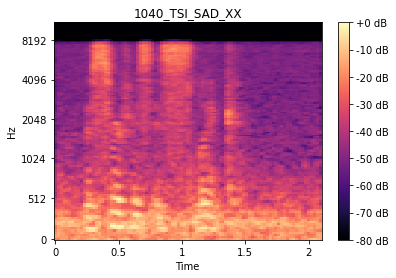 1040_TSI_SAD_XX
Hz
8192
4096
2048
1024
512
0
0
0.5
1
1.5
2
Time
+0 dB
-10 dB
-20 dB
-30 dB
-40 dB
-50 dB
-60 dB
-70 dB
-80 dB